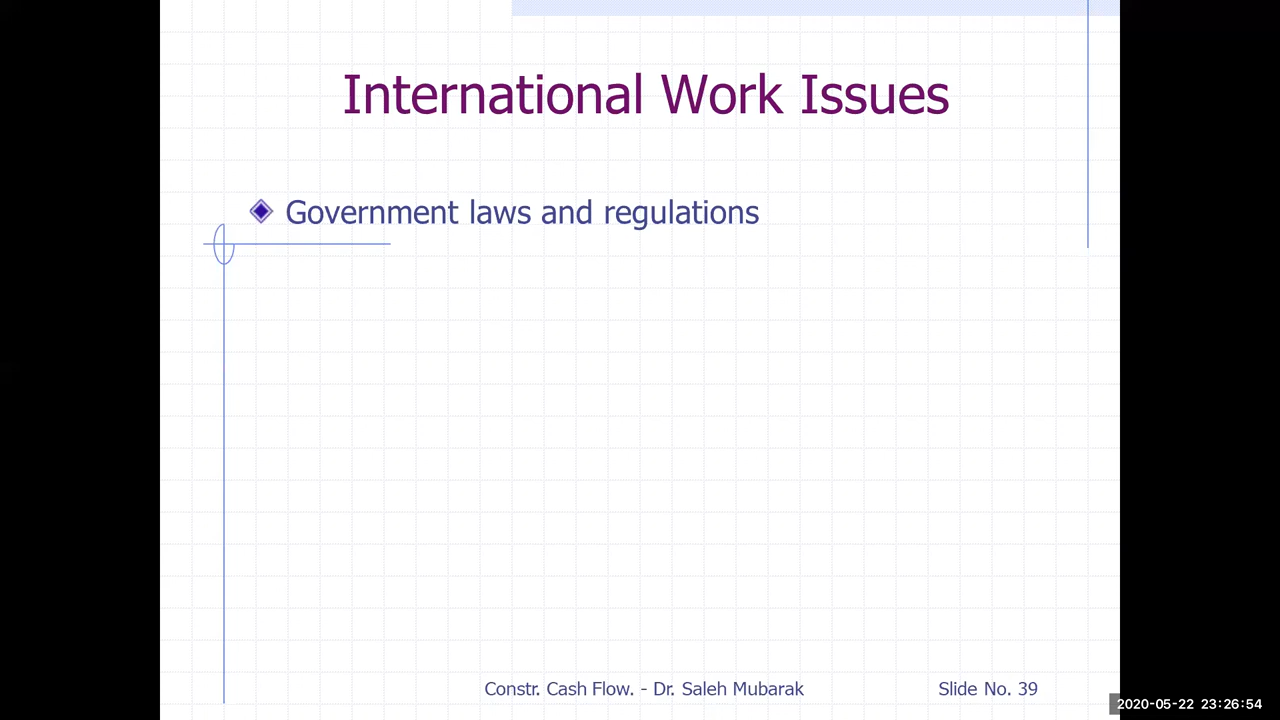 International Work Issues
Government laws and regulations
Constr. Cash Flow. - Dr. Saleh Mubarak
Slide No. 39
2020-05-22 23:26:54